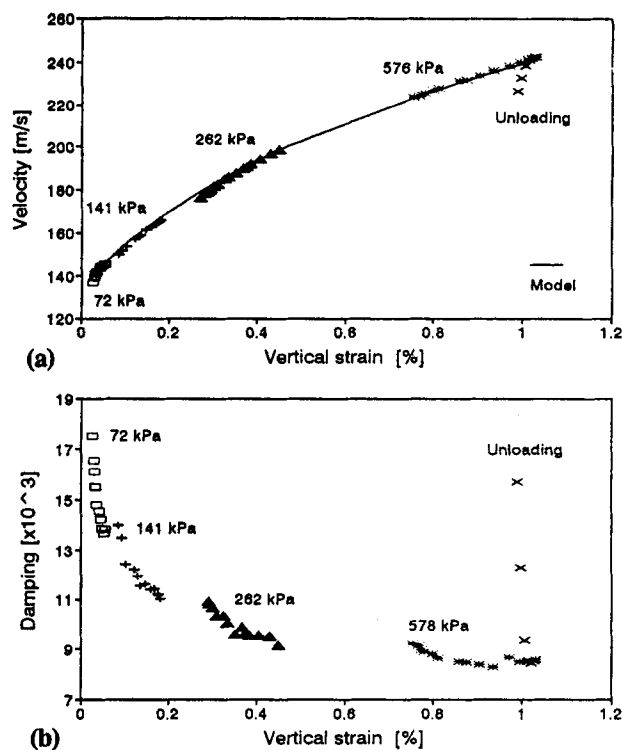 260
240
220
200
180
160
140
120
Velocity [m/s]
576 kPa
Unloading
262 kPa
141 kPa
72 kPa
Model
0 0.2 0.4 0.6 0.8 1 1.2
(a) Vertical strain [%]
19
17
15
13
11
9
7
Damping [x10^3]
72 kPa
Unloading
141 kPa
262 kPa
578 kPa
0 0.2 0.4 0.6 0.8 1 1.2
(b) Vertical strain [%]